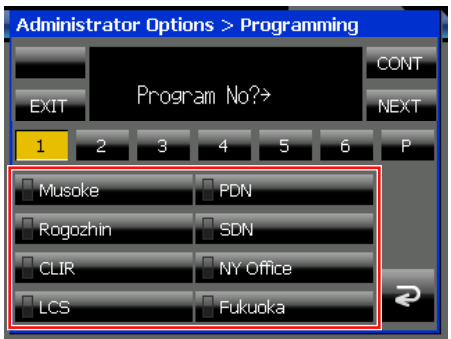 Administrator Options > Programming
CONT
EXIT
Program No?→
NEXT
1 2 3 4 5 6 P
Musoke PDN
Rogozhin SDN
CLIR NY Office
LCS Fukuoka